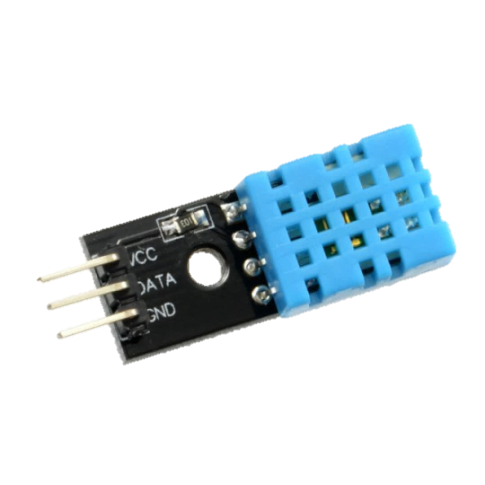 VCC
DATA
GND